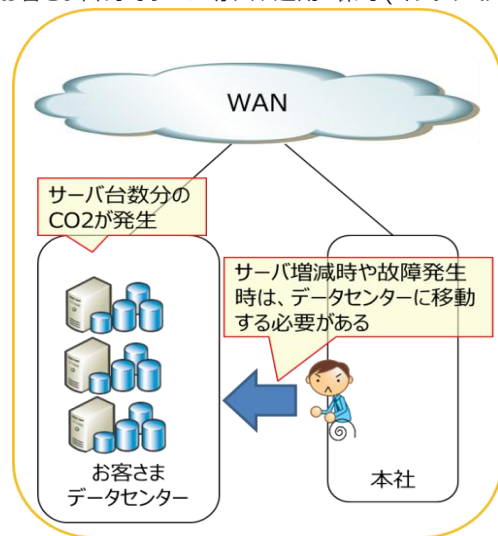 WAN
サーバ台数分の
CO2が発生
サーバ増減時や故障発生
時は、データセンターに移動
する必要がある
お客さま
データセンター
本社